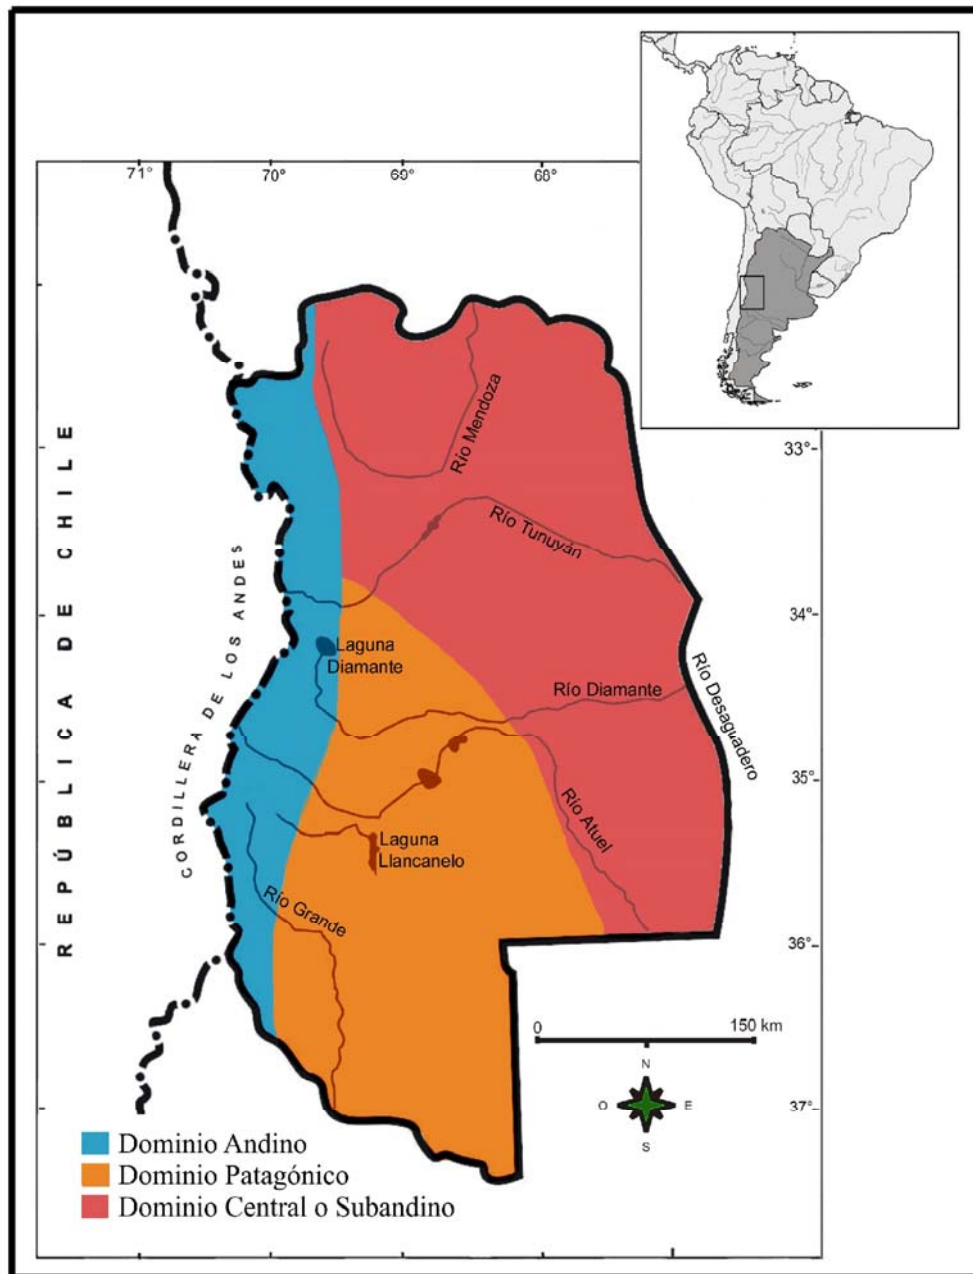 71°
70°
69°
68°
33°
34°
35°
36°
37°
REPÚBLICA DE CHILE
CORDILLERA DE LOS ANDES
Río Mendoza
Río Tunuyán
Laguna
Diamante
Río Diamante
Río Desaguadero
Río Atuel
Laguna
Llancanelo
Río Grande
0
150 km
N
O
E
S
Dominio Andino
Dominio Patagónico
Dominio Central o Subandino